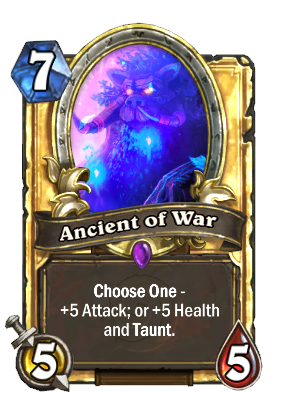 7
Ancient of War
Choose One -
+5 Attack; or +5 Health
and Taunt.
5 5